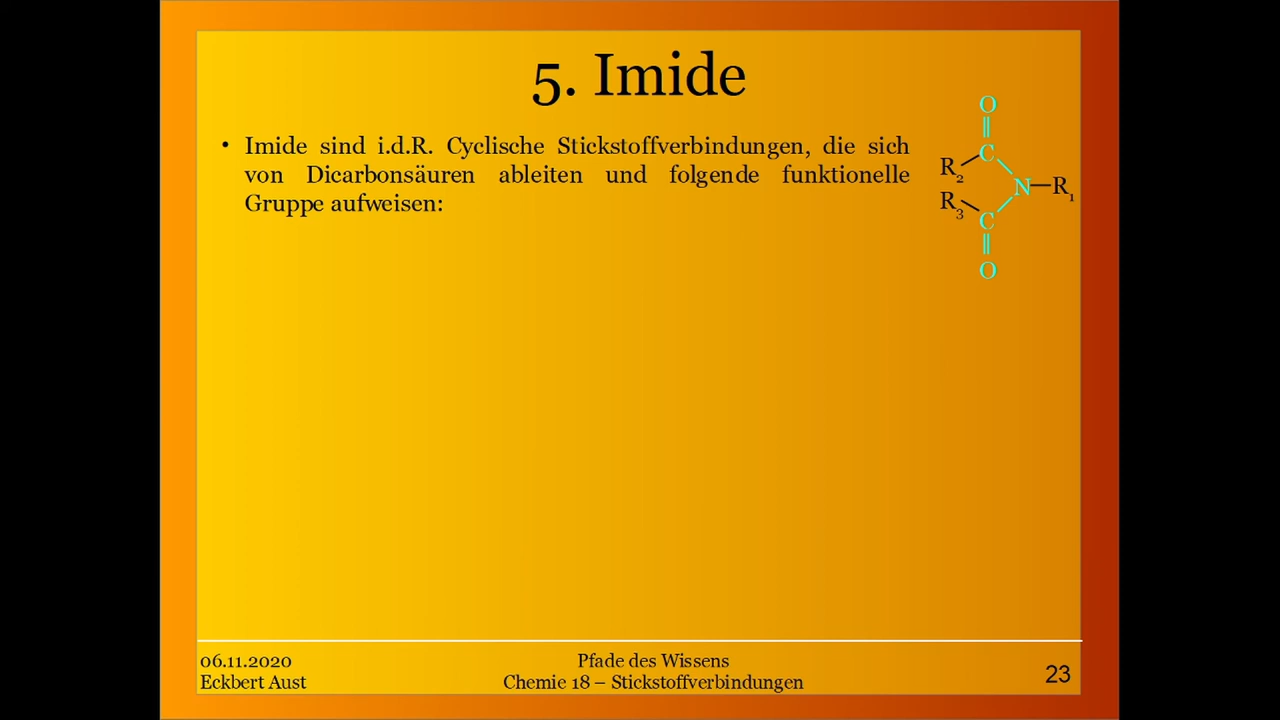 5. Imide
• Imide sind i.d.R. Cyclische Stickstoffverbindungen, die sich
von Dicarbonsäuren ableiten und folgende funktionelle
Gruppe aufweisen:
O
C
R₂
N R₁
R₃
C
O
06.11.2020
Eckbert Aust
Pfade des Wissens
Chemie 18 – Stickstoffverbindungen
23